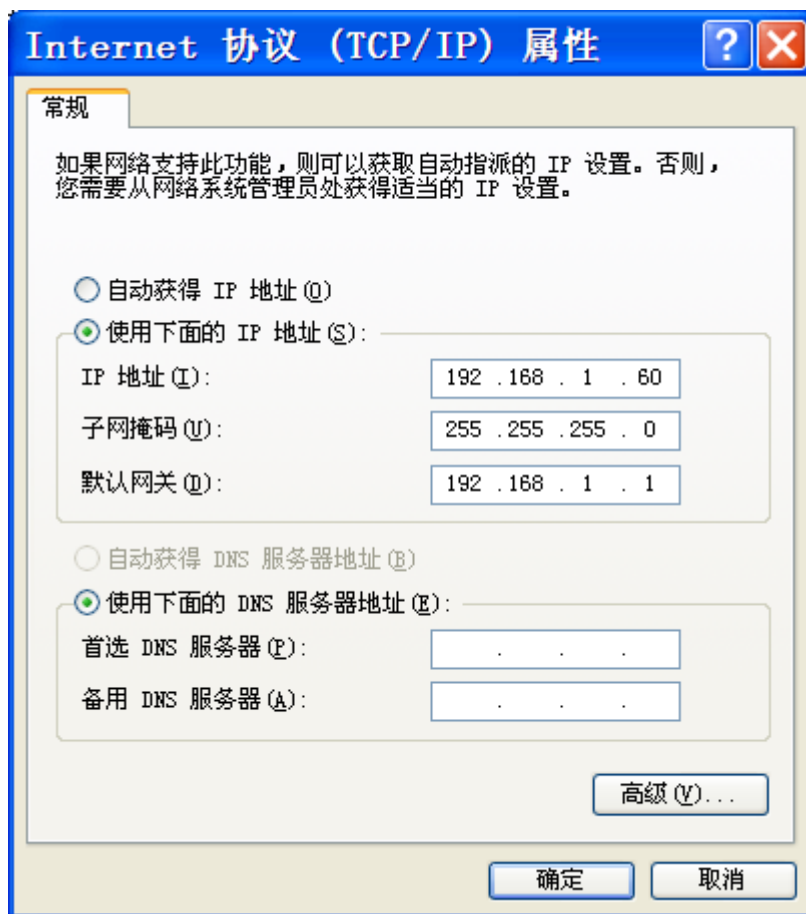 Internet 协议 (TCP/IP) 属性
常规
如果网络支持此功能，则可以获取自动指派的 IP 设置。否则，
您需要从网络系统管理员处获得适当的 IP 设置。
自动获得 IP 地址(O)
使用下面的 IP 地址(S):
IP 地址(I): 192 .168 . 1 . 60
子网掩码(U): 255 .255 .255 . 0
默认网关(D): 192 .168 . 1 . 1
自动获得 DNS 服务器地址(B)
使用下面的 DNS 服务器地址(E):
首选 DNS 服务器(P): . . .
备用 DNS 服务器(A): . . .
高级(V)...
确定 取消